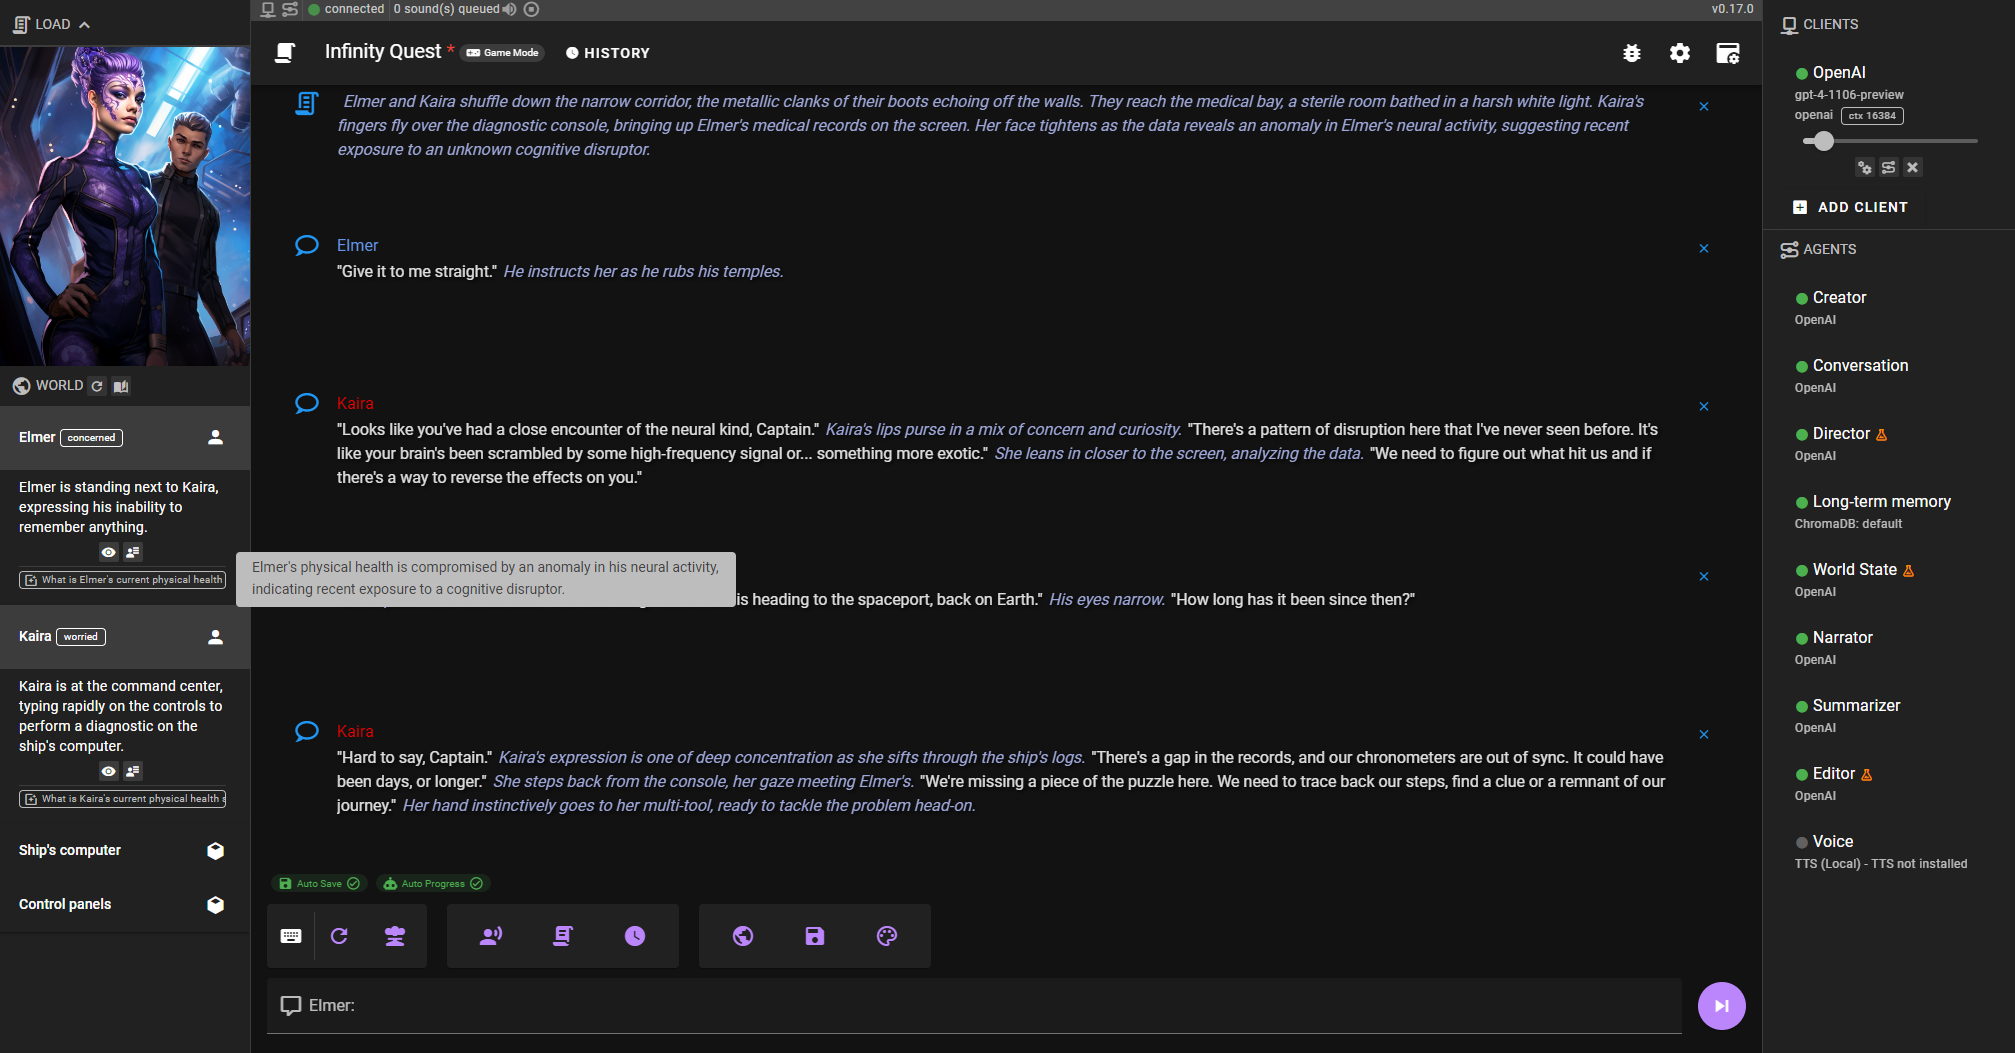 LOAD
connected
0 sound(s) queued
v0.17.0
Infinity Quest *
Game Mode
HISTORY
Elmer and Kaira shuffle down the narrow corridor, the metallic clanks of their boots echoing off the walls. They reach the medical bay, a sterile room bathed in a harsh white light. Kaira's
fingers fly over the diagnostic console, bringing up Elmer's medical records on the screen. Her face tightens as the data reveals an anomaly in Elmer's neural activity, suggesting recent
exposure to an unknown cognitive disruptor.
Elmer
"Give it to me straight." He instructs her as he rubs his temples.
Kaira
"Looks like you've had a close encounter of the neural kind, Captain." Kaira's lips purse in a mix of concern and curiosity. "There's a pattern of disruption here that I've never seen before. It's
like your brain's been scrambled by some high-frequency signal or... something more exotic." She leans in closer to the screen, analyzing the data. "We need to figure out what hit us and if
there's a way to reverse the effects on you."
is heading to the spaceport, back on Earth." His eyes narrow. "How long has it been since then?"
Kaira
"Hard to say, Captain." Kaira's expression is one of deep concentration as she sifts through the ship's logs. "There's a gap in the records, and our chronometers are out of sync. It could have
been days, or longer." She steps back from the console, her gaze meeting Elmer's. "We're missing a piece of the puzzle here. We need to trace back our steps, find a clue or a remnant of our
journey." Her hand instinctively goes to her multi-tool, ready to tackle the problem head-on.
Auto Save
Auto Progress
Elmer:
WORLD
Elmer concerned
Elmer is standing next to Kaira,
expressing his inability to
remember anything.
What is Elmer's current physical health
Elmer's physical health is compromised by an anomaly in his neural activity,
indicating recent exposure to a cognitive disruptor.
Kaira worried
Kaira is at the command center,
typing rapidly on the controls to
perform a diagnostic on the
ship's computer.
What is Kaira's current physical health
Ship's computer
Control panels
CLIENTS
OpenAI
gpt-4-1106-preview
openai ctx 16384
ADD CLIENT
AGENTS
Creator
OpenAI
Conversation
OpenAI
Director
OpenAI
Long-term memory
ChromaDB: default
World State
OpenAI
Narrator
OpenAI
Summarizer
OpenAI
Editor
OpenAI
Voice
TTS (Local) - TTS not installed